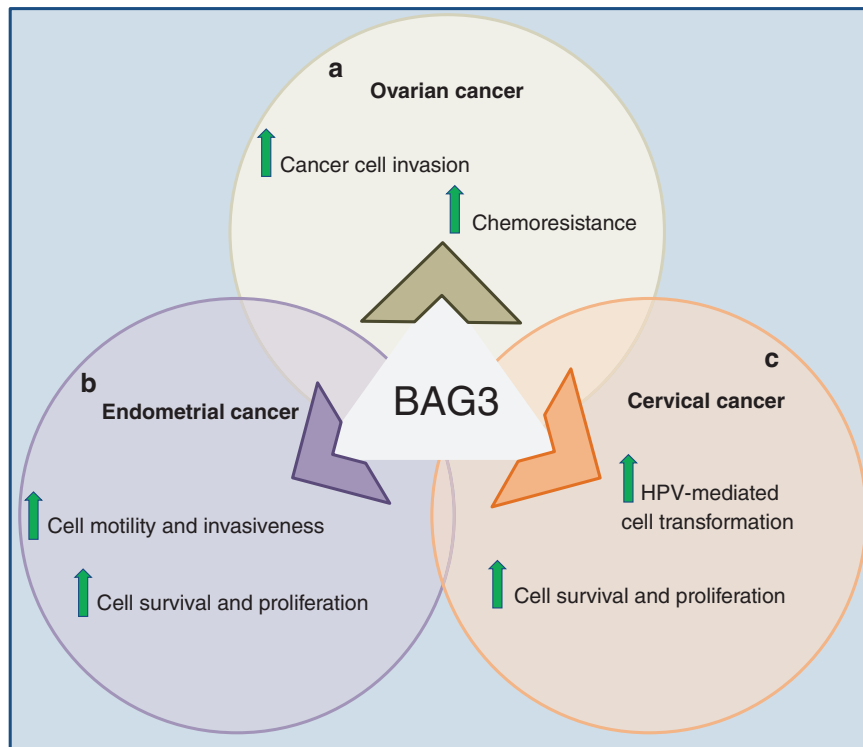 a
Ovarian cancer
Cancer cell invasion
Chemoresistance
BAG3
b
Endometrial cancer
Cell motility and invasiveness
Cell survival and proliferation
c
Cervical cancer
HPV-mediated
cell transformation
Cell survival and proliferation